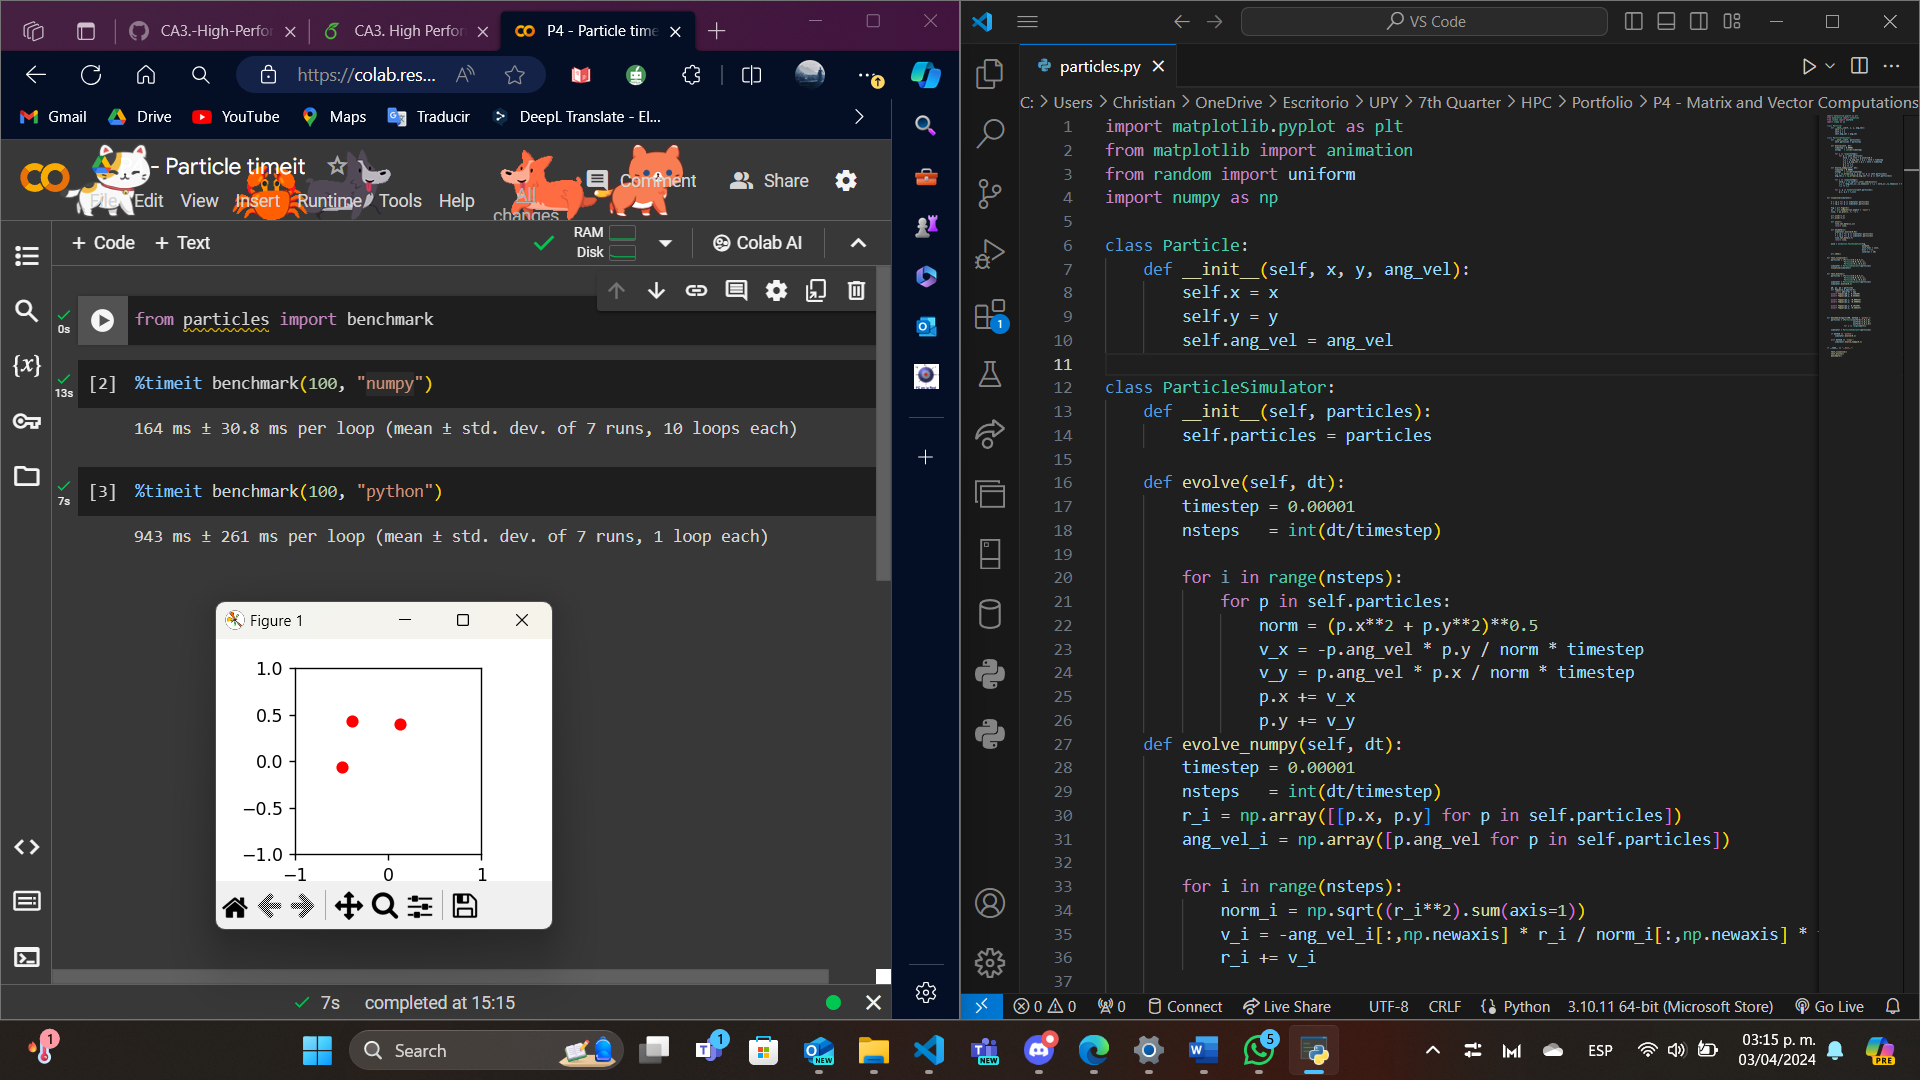 CA3.-High-Perfor
CA3. High Perfor
P4 - Particle time
https://colab.res...
Gmail
Drive
YouTube
Maps
Traducir
DeepL Translate - El...
- Particle timeit
Comment
Share
File
Edit
View
Insert
Runtime
Tools
Help
All
changes
+ Code
+ Text
RAM
Disk
Colab AI
0s
from particles import benchmark
13s
[2] %timeit benchmark(100, "numpy")
164 ms ± 30.8 ms per loop (mean ± std. dev. of 7 runs, 10 loops each)
7s
[3] %timeit benchmark(100, "python")
943 ms ± 261 ms per loop (mean ± std. dev. of 7 runs, 1 loop each)
Figure 1
1.0
0.5
0.0
−0.5
−1.0
−1 0 1
7s completed at 15:15
VS Code
particles.py
C: > Users > Christian > OneDrive > Escritorio > UPY > 7th Quarter > HPC > Portfolio > P4 - Matrix and Vector Computations
1 import matplotlib.pyplot as plt
2 from matplotlib import animation
3 from random import uniform
4 import numpy as np
5
6 class Particle:
7 def __init__(self, x, y, ang_vel):
8 self.x = x
9 self.y = y
10 self.ang_vel = ang_vel
11
12 class ParticleSimulator:
13 def __init__(self, particles):
14 self.particles = particles
15
16 def evolve(self, dt):
17 timestep = 0.00001
18 nsteps = int(dt/timestep)
19
20 for i in range(nsteps):
21 for p in self.particles:
22 norm = (p.x**2 + p.y**2)**0.5
23 v_x = -p.ang_vel * p.y / norm * timestep
24 v_y = p.ang_vel * p.x / norm * timestep
25 p.x += v_x
26 p.y += v_y
27 def evolve_numpy(self, dt):
28 timestep = 0.00001
29 nsteps = int(dt/timestep)
30 r_i = np.array([[p.x, p.y] for p in self.particles])
31 ang_vel_i = np.array([p.ang_vel for p in self.particles])
32
33 for i in range(nsteps):
34 norm_i = np.sqrt((r_i**2).sum(axis=1))
35 v_i = -ang_vel_i[:,np.newaxis] * r_i / norm_i[:,np.newaxis] *
36 r_i += v_i
37
1
0 0 0 Connect Live Share UTF-8 CRLF Python 3.10.11 64-bit (Microsoft Store) Go Live
1
Search
1
NEW
NEW
5
ESP
03:15 p. m.
03/04/2024
PRE